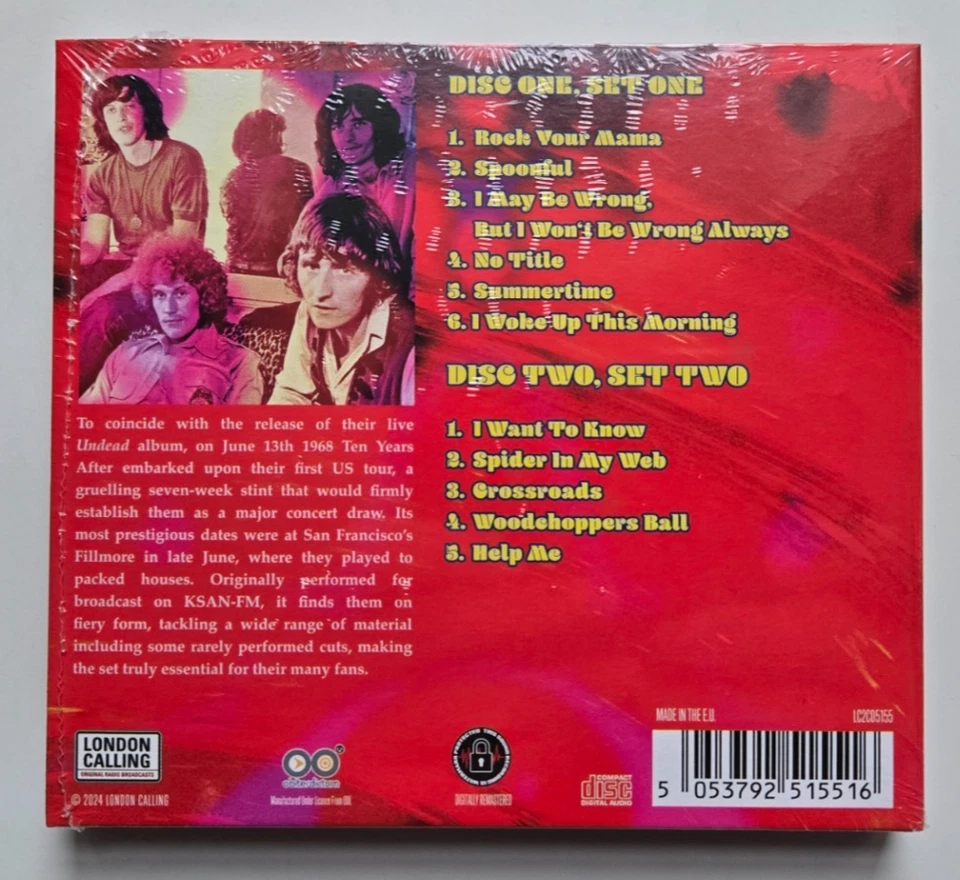 DISC ONE, SET ONE
1. Rock Your Mama
2. Spoonful
3. I May Be Wrong,
But I Won't Be Wrong Always
4. No Title
5. Summertime
6. I Woke Up This Morning
DISC TWO, SET TWO
1. I Want To Know
2. Spider In My Web
3. Crossroads
4. Woodchoppers Ball
5. Help Me
To coincide with the release of their live
Undead album, on June 13th 1968 Ten Years
After embarked upon their first US tour, a
gruelling seven-week stint that would firmly
establish them as a major concert draw. Its
most prestigious dates were at San Francisco's
Fillmore in late June, where they played to
packed houses. Originally performed for
broadcast on KSAN-FM, it finds them on
fiery form, tackling a wide range of material
including some rarely performed cuts, making
the set truly essential for their many fans.
LONDON
CALLING
ORIGINAL RADIO BROADCASTS
© 2024 LONDON CALLING
Manufactured Under License From
DIGITALLY REMASTERED
COMPACT
disc
DIGITAL AUDIO
MADE IN THE E.U.
LC2CD5155
5 053792 515516